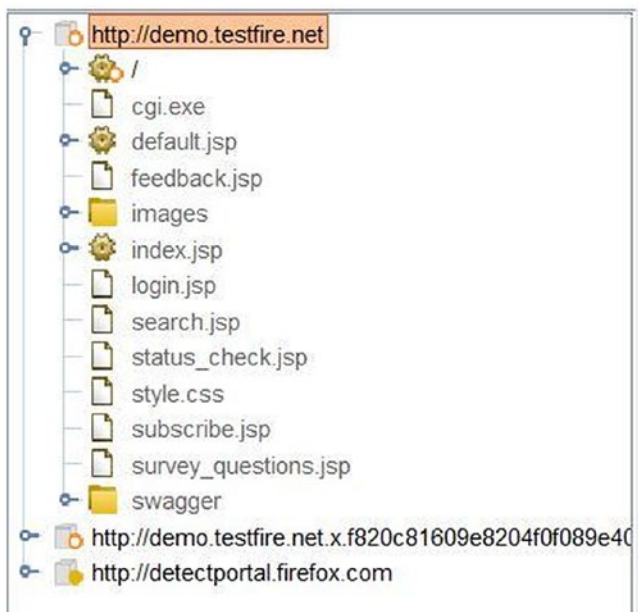 http://demo.testfire.net
/
cgi.exe
default.jsp
feedback.jsp
images
index.jsp
login.jsp
search.jsp
status_check.jsp
style.css
subscribe.jsp
survey_questions.jsp
swagger
http://demo.testfire.net.x.f820c81609e8204f0f089e40
http://detectportal.firefox.com